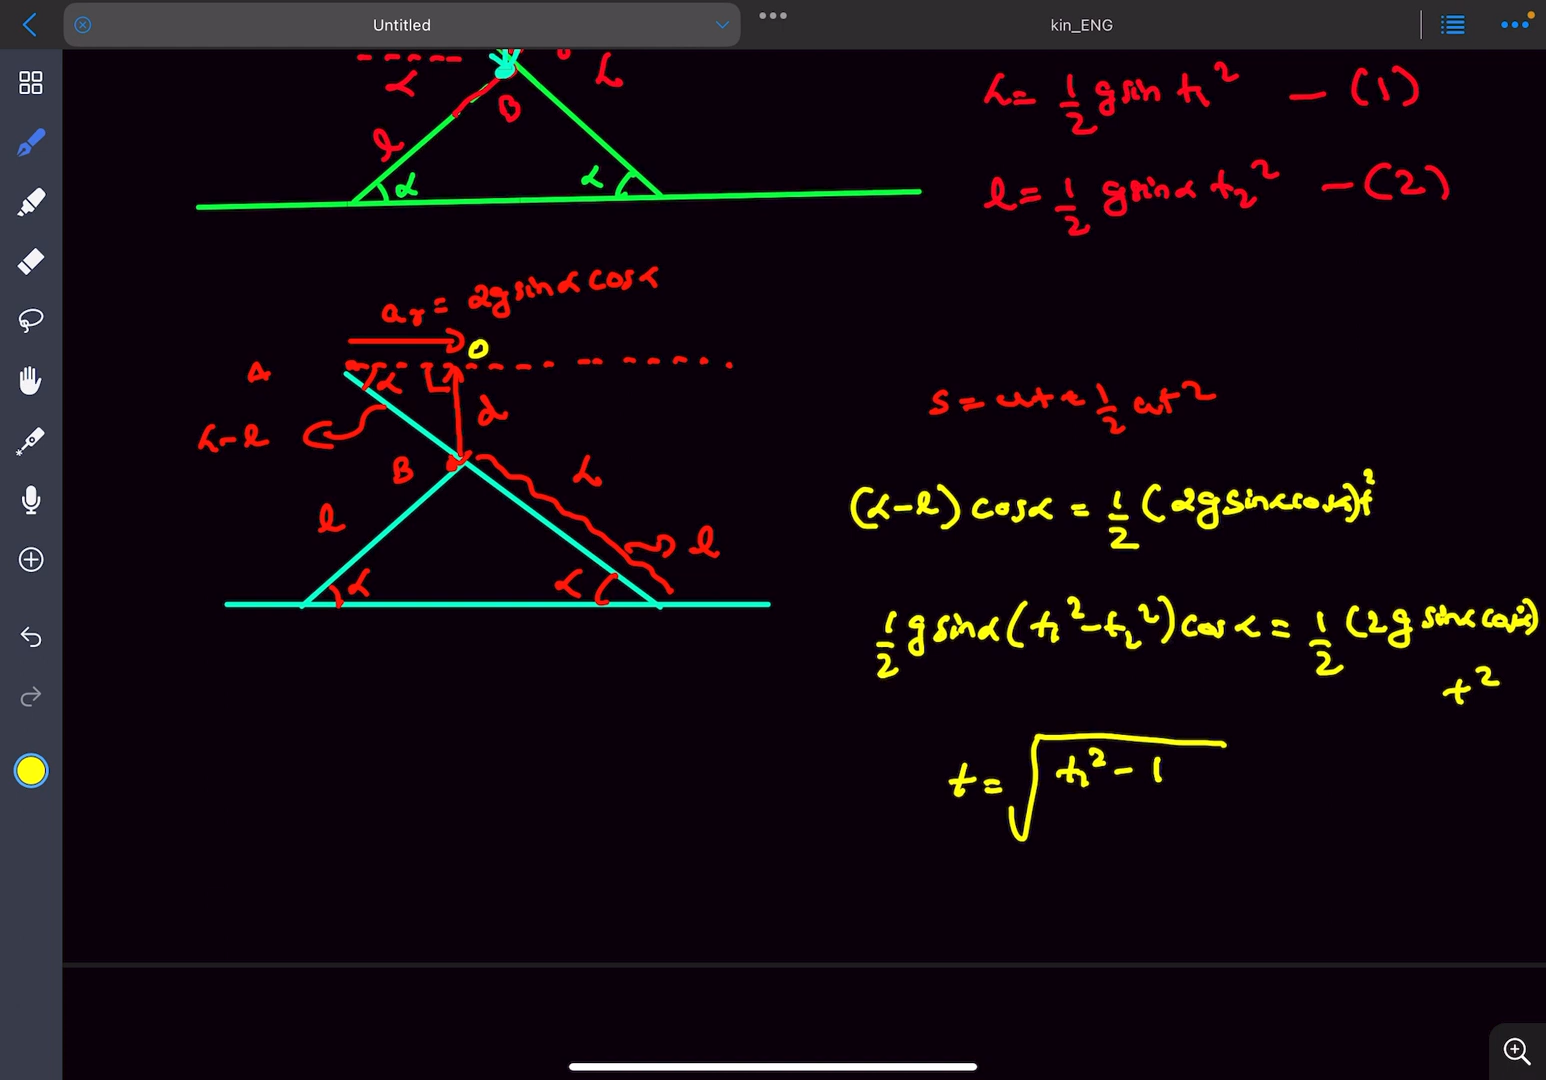 Untitled
kin_ENG
α
L
B
l
α
α
L = 1/2 g sin t₁² — (1)
l = 1/2 g sin α t₂² — (2)
aᵣ = 2g sin α cos α
O
A
α
d
L-l
B
L
l
l
α
α
s = ut + 1/2 at²
(L-l) cos α = 1/2 (2g sin α cos α) t²
1/2 g sin α (t₁² - t₂²) cos α = 1/2 (2g sin α cos α)
t²
t = √t₁² - 1